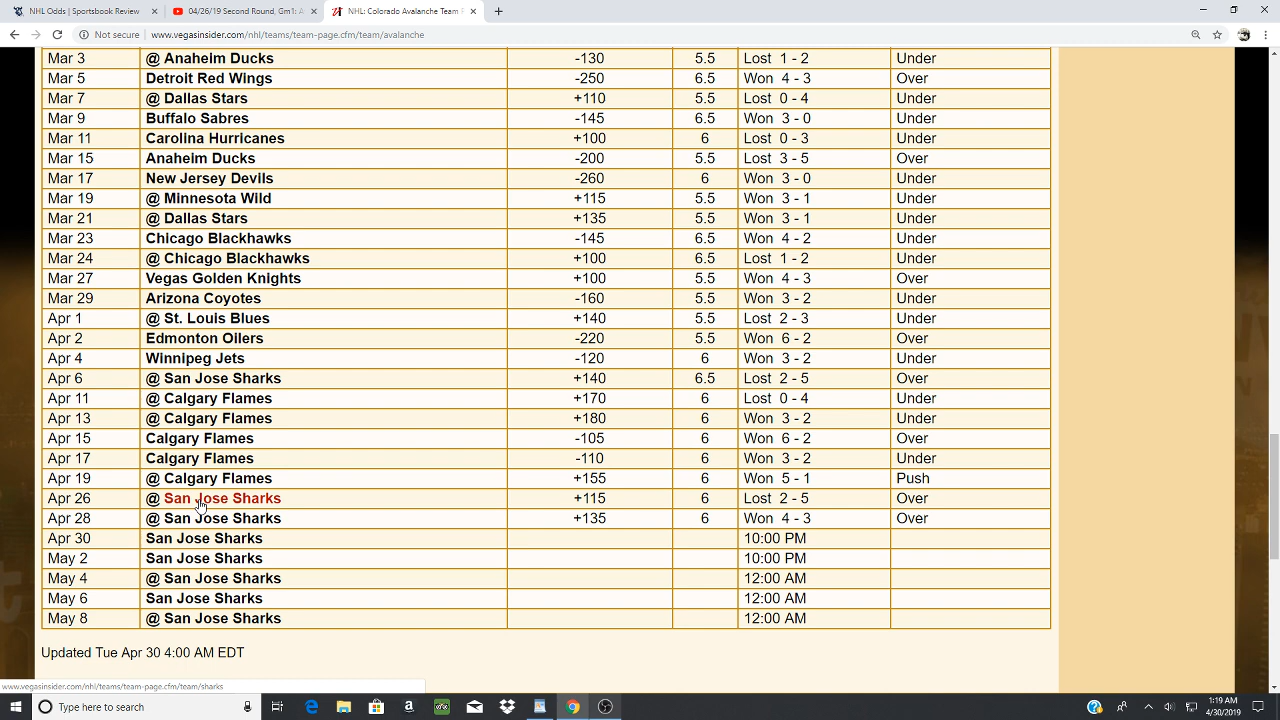 NHL Odds | Sportsbook Review
04/26/19 Second Round, Gm1: A
NHL: Colorado Avalanche Team P
Not secure | www.vegasinsider.com/nhl/teams/team-page.cfm/team/avalanche
Mar 3 @ Anaheim Ducks -130 5.5 Lost 1 - 2 Under
Mar 5 Detroit Red Wings -250 6.5 Won 4 - 3 Over
Mar 7 @ Dallas Stars +110 5.5 Lost 0 - 4 Under
Mar 9 Buffalo Sabres -145 6.5 Won 3 - 0 Under
Mar 11 Carolina Hurricanes +100 6 Lost 0 - 3 Under
Mar 15 Anaheim Ducks -200 5.5 Lost 3 - 5 Over
Mar 17 New Jersey Devils -260 6 Won 3 - 0 Under
Mar 19 @ Minnesota Wild +115 5.5 Won 3 - 1 Under
Mar 21 @ Dallas Stars +135 5.5 Won 3 - 1 Under
Mar 23 Chicago Blackhawks -145 6.5 Won 4 - 2 Under
Mar 24 @ Chicago Blackhawks +100 6.5 Lost 1 - 2 Under
Mar 27 Vegas Golden Knights +100 5.5 Won 4 - 3 Over
Mar 29 Arizona Coyotes -160 5.5 Won 3 - 2 Under
Apr 1 @ St. Louis Blues +140 5.5 Lost 2 - 3 Under
Apr 2 Edmonton Oilers -220 5.5 Won 6 - 2 Over
Apr 4 Winnipeg Jets -120 6 Won 3 - 2 Under
Apr 6 @ San Jose Sharks +140 6.5 Lost 2 - 5 Over
Apr 11 @ Calgary Flames +170 6 Lost 0 - 4 Under
Apr 13 @ Calgary Flames +180 6 Won 3 - 2 Under
Apr 15 Calgary Flames -105 6 Won 6 - 2 Over
Apr 17 Calgary Flames -110 6 Won 3 - 2 Under
Apr 19 @ Calgary Flames +155 6 Won 5 - 1 Push
Apr 26 @ San Jose Sharks +115 6 Lost 2 - 5 Over
Apr 28 @ San Jose Sharks +135 6 Won 4 - 3 Over
Apr 30 San Jose Sharks 10:00 PM
May 2 San Jose Sharks 10:00 PM
May 4 @ San Jose Sharks 12:00 AM
May 6 San Jose Sharks 12:00 AM
May 8 @ San Jose Sharks 12:00 AM
Updated Tue Apr 30 4:00 AM EDT
www.vegasinsider.com/nhl/teams/team-page.cfm/team/sharks
Type here to search
1:19 AM
4/30/2019